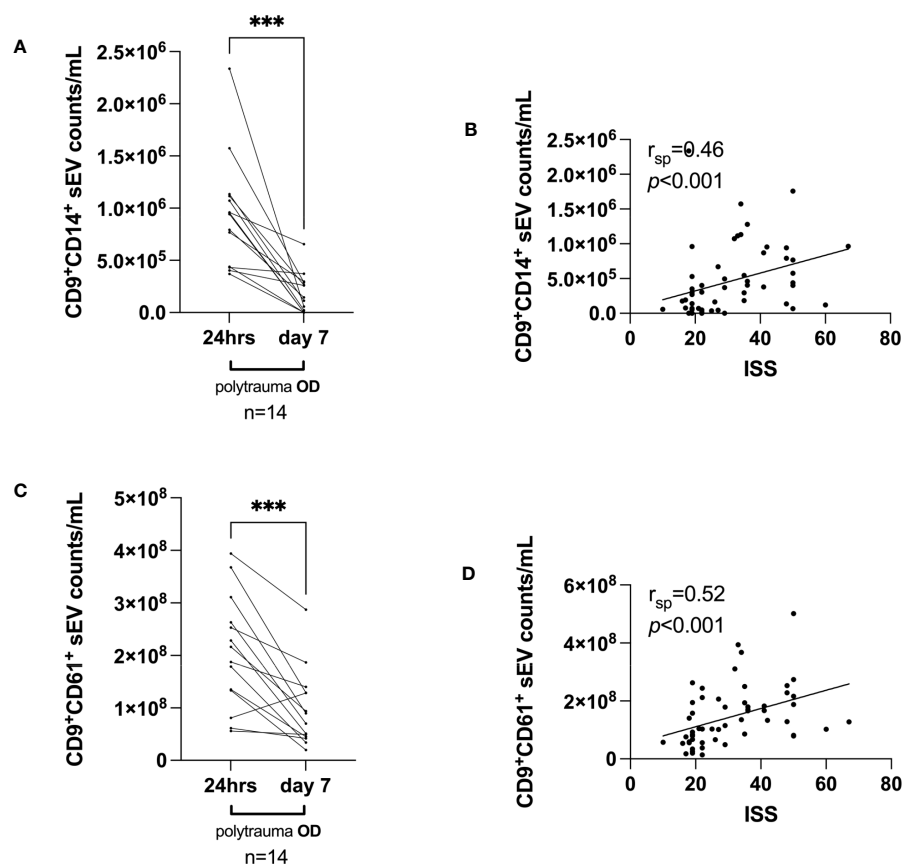 A
***
CD9⁺CD14⁺ sEV counts/mL
2.5×10⁶
2.0×10⁶
1.5×10⁶
1.0×10⁶
5.0×10⁵
0.0
24hrs day 7
polytrauma OD
n=14
B
CD9⁺CD14⁺ sEV counts/mL
2.5×10⁶
2.0×10⁶
1.5×10⁶
1.0×10⁶
5.0×10⁵
0.0
rsp=0.46
p<0.001
0 20 40 60 80
ISS
C
***
CD9⁺CD61⁺ sEV counts/mL
5×10⁸
4×10⁸
3×10⁸
2×10⁸
1×10⁸
0
24hrs day 7
polytrauma OD
n=14
D
CD9⁺CD61⁺ sEV counts/mL
6×10⁸
4×10⁸
2×10⁸
0
rsp=0.52
p<0.001
0 20 40 60 80
ISS